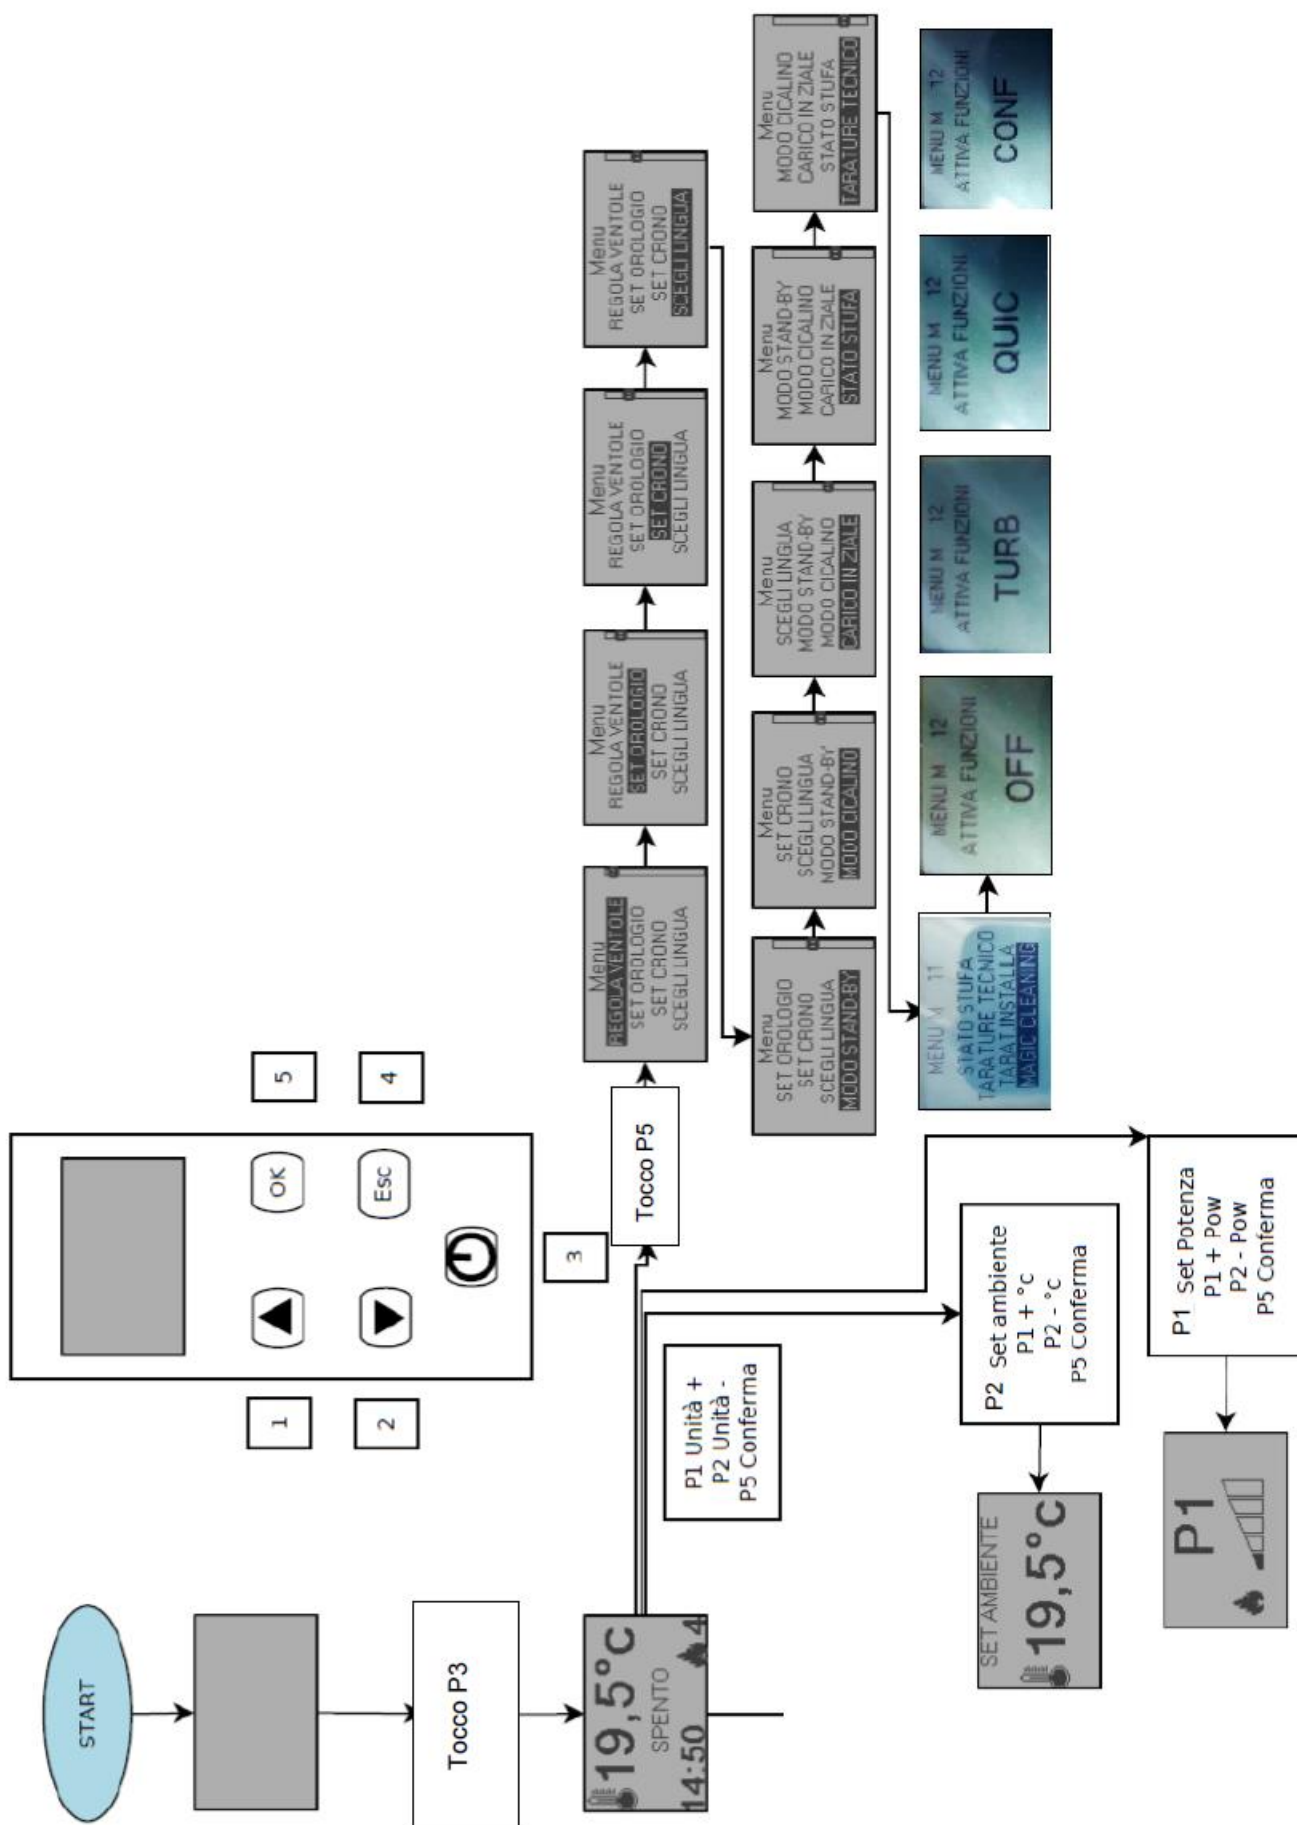 START
Tocco P3
19,5°C
SPENTO
14:50 4
1
2
3
4
5
OK
Esc
P1 Unità +
P2 Unità -
P5 Conferma
Tocco P5
Menu
REGOLA VENTOLE
SET OROLOGIO
SET CRONO
SCEGLI LINGUA
Menu
REGOLA VENTOLE
SET OROLOGIO
SET CRONO
SCEGLI LINGUA
Menu
REGOLA VENTOLE
SET OROLOGIO
SET CRONO
SCEGLI LINGUA
Menu
REGOLA VENTOLE
SET OROLOGIO
SET CRONO
SCEGLI LINGUA
Menu
SET OROLOGIO
SET CRONO
SCEGLI LINGUA
MODO STAND-BY
Menu
SET CRONO
SCEGLI LINGUA
MODO STAND-BY
MODO CICALINO
Menu
SCEGLI LINGUA
MODO STAND-BY
MODO CICALINO
CARICO INZIALE
Menu
MODO STAND-BY
MODO CICALINO
CARICO INZIALE
STATO STUFA
Menu
MODO CICALINO
CARICO INZIALE
STATO STUFA
TARATURE TECNICO
MENU M 11
STATO STUFA
TARATURE TECNICO
TARAT INSTALLA
MAGIC CLEANING
MENU M 12
ATTIVA FUNZIONI
OFF
MENU M 12
ATTIVA FUNZIONI
TURB
MENU M 12
ATTIVA FUNZIONI
QUIC
MENU M 12
ATTIVA FUNZIONI
CONF
P2 Set ambiente
P1 + °c
P2 - °c
P5 Conferma
SET AMBIENTE
19,5°C
P1 Set Potenza
P1 + Pow
P2 - Pow
P5 Conferma
P1